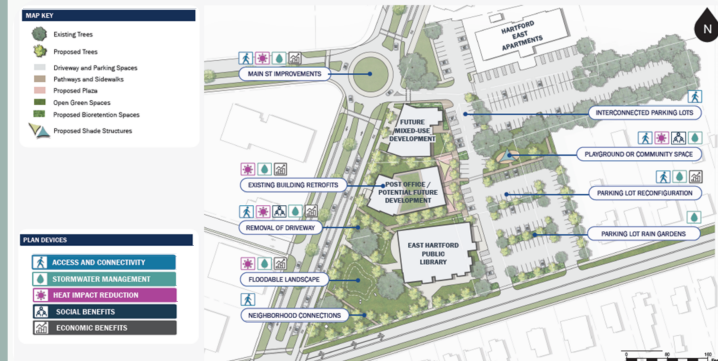 MAP KEY
Existing Trees
Proposed Trees
Driveway and Parking Spaces
Pathways and Sidewalks
Proposed Plaza
Open Green Spaces
Proposed Bioretention Spaces
Proposed Shade Structures
PLAN DEVICES
ACCESS AND CONNECTIVITY
STORMWATER MANAGEMENT
HEAT IMPACT REDUCTION
SOCIAL BENEFITS
ECONOMIC BENEFITS
MAIN ST IMPROVEMENTS
EXISTING BUILDING RETROFITS
REMOVAL OF DRIVEWAY
FLOODABLE LANDSCAPE
NEIGHBORHOOD CONNECTIONS
HARTFORD
EAST
APARTMENTS
FUTURE
MIXED-USE
DEVELOPMENT
POST OFFICE /
POTENTIAL FUTURE
DEVELOPMENT
EAST HARTFORD
PUBLIC
LIBRARY
N
INTERCONNECTED PARKING LOTS
PLAYGROUND OR COMMUNITY SPACE
PARKING LOT RECONFIGURATION
PARKING LOT RAIN GARDENS
0